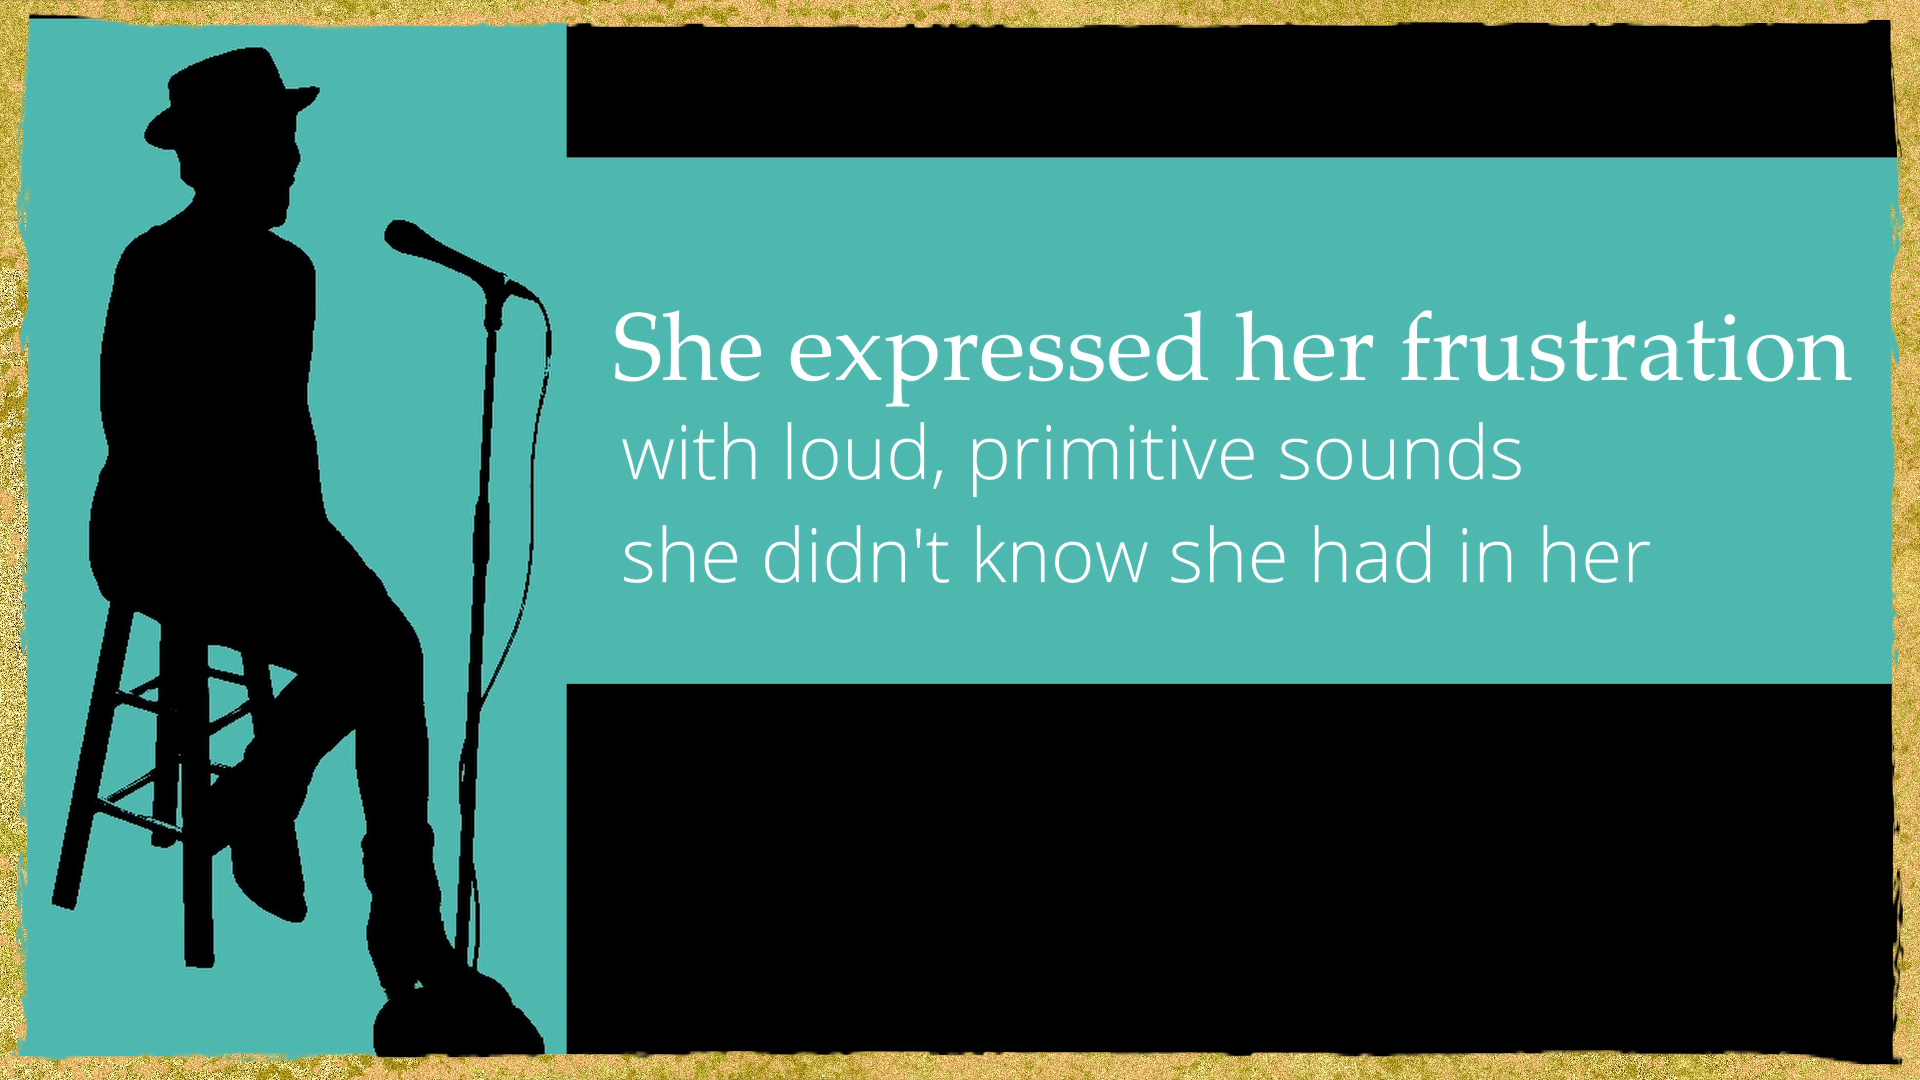 She expressed her frustration
with loud, primitive sounds
she didn't know she had in her